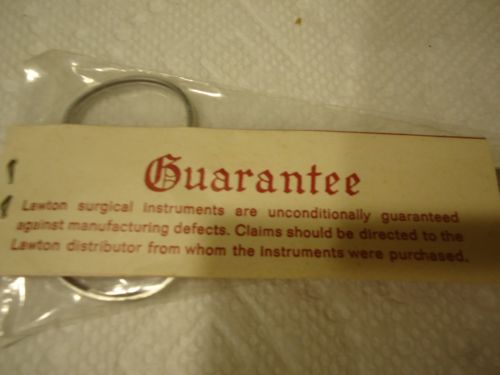 Guarantee
Lawton surgical instruments are unconditionally guaranteed
against manufacturing defects. Claims should be directed to the
Lawton distributor from whom the instruments were purchased.